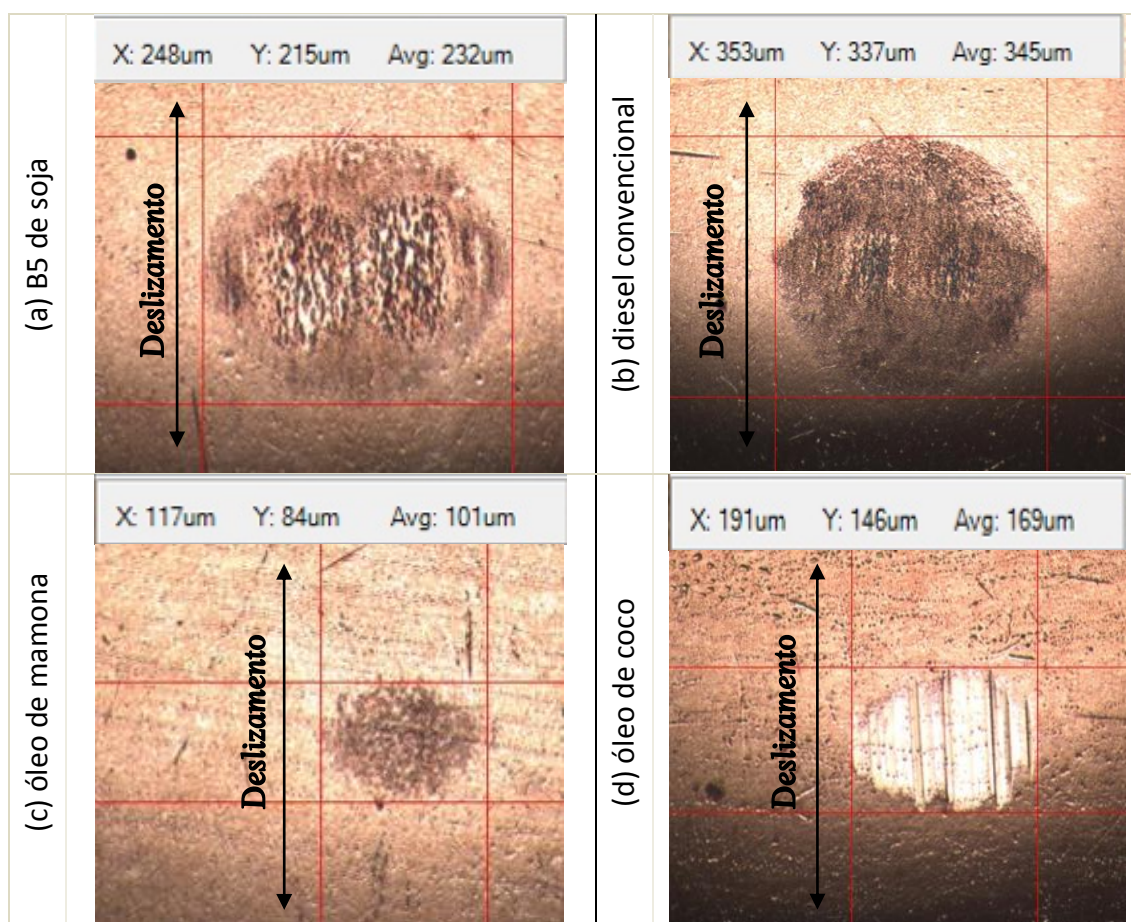 (a) B5 de soja
X: 248um Y: 215um Avg: 232um
Deslizamento
(b) diesel convencional
X: 353um Y: 337um Avg: 345um
Deslizamento
(c) óleo de mamona
X: 117um Y: 84um Avg: 101um
Deslizamento
(d) óleo de coco
X: 191um Y: 146um Avg: 169um
Deslizamento